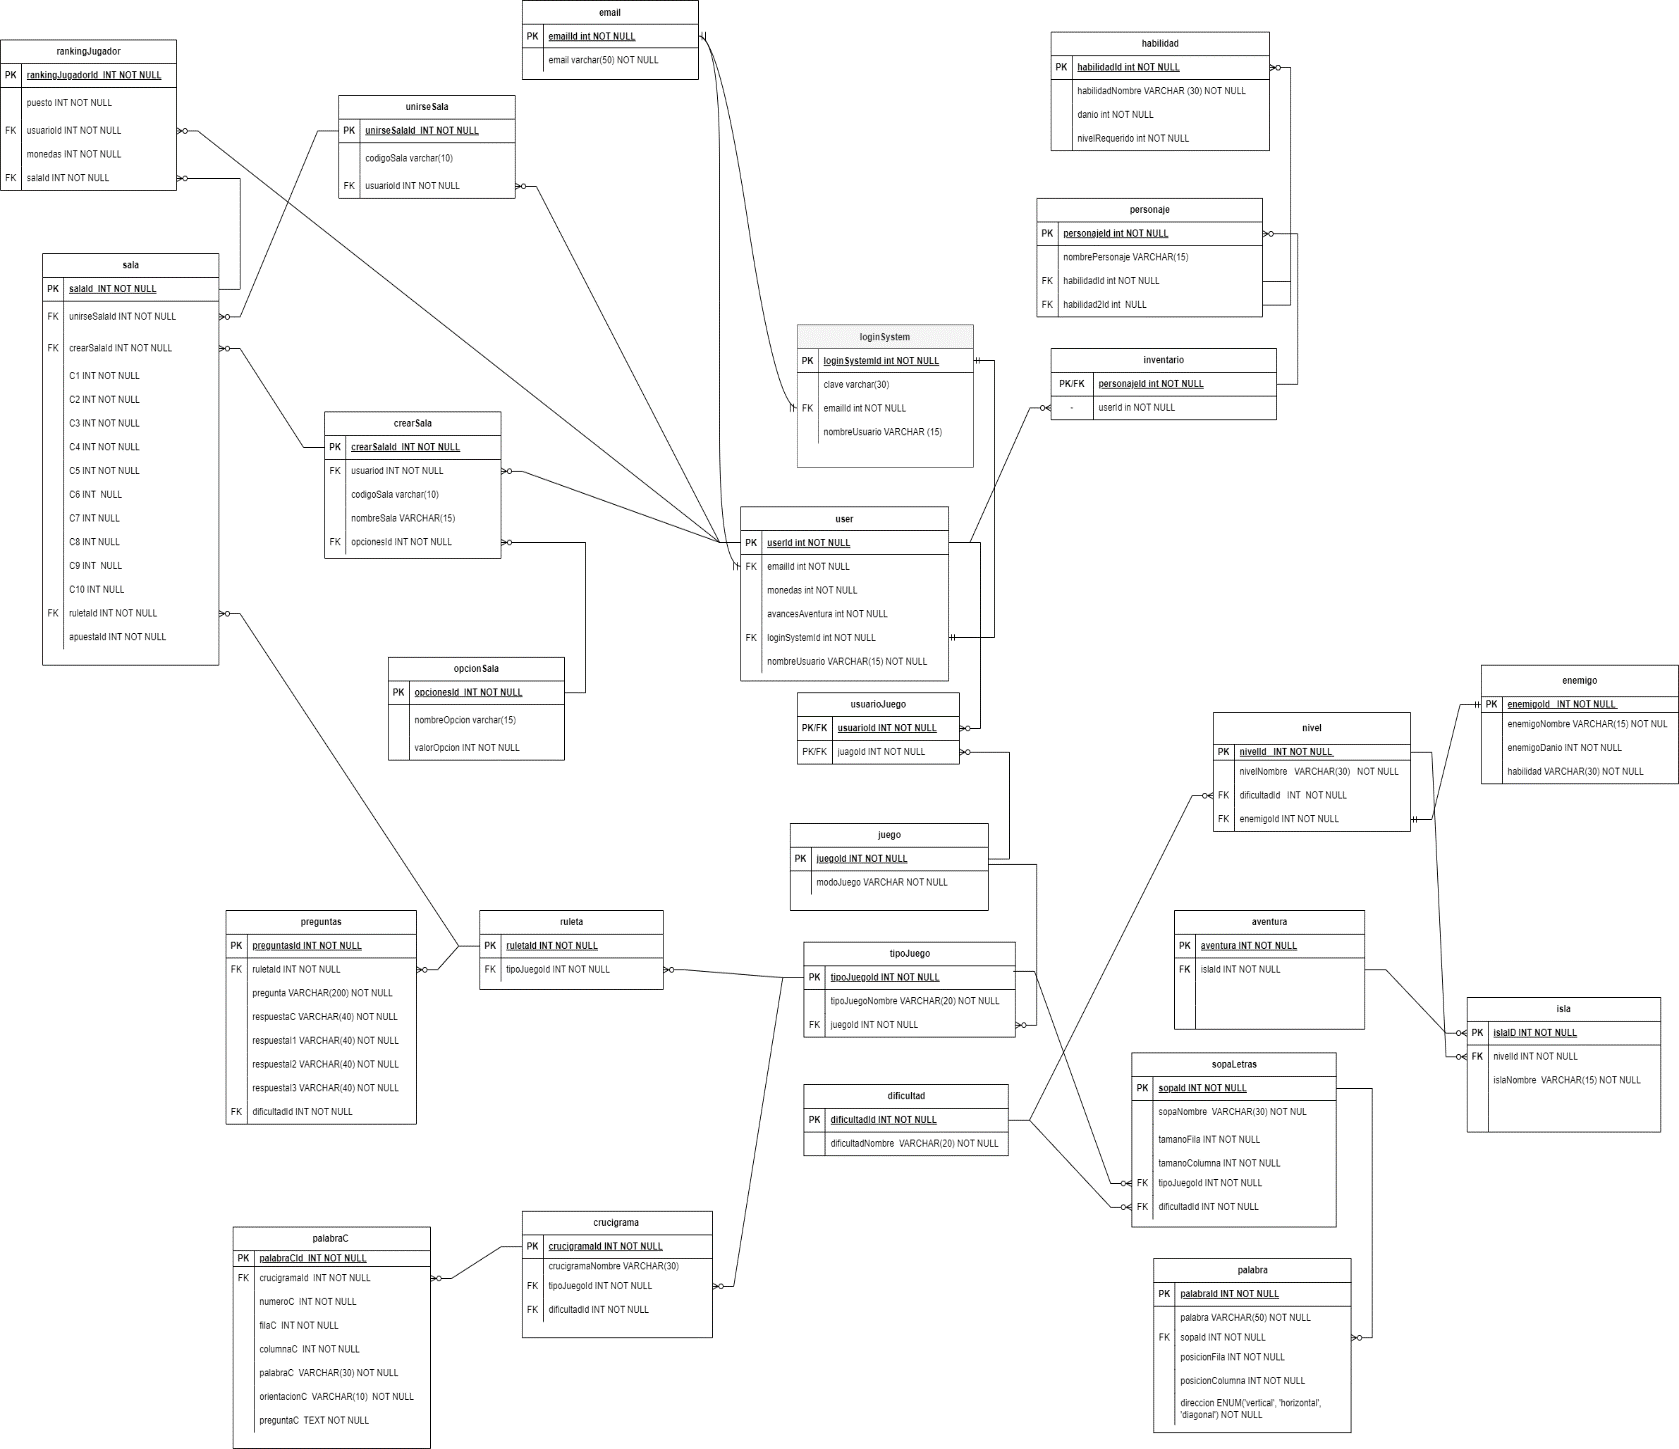 email
PK emailId int NOT NULL
email varchar(50) NOT NULL
rankingJugador
PK rankingJugadorId INT NOT NULL
puesto INT NOT NULL
FK usuarioId INT NOT NULL
monedas INT NOT NULL
FK salaId INT NOT NULL
unirseSala
PK unirseSalaId INT NOT NULL
codigoSala varchar(10)
FK usuarioId INT NOT NULL
habilidad
PK habilidadId int NOT NULL
habilidadNombre VARCHAR (30) NOT NULL
danio int NOT NULL
nivelRequerido int NOT NULL
personaje
PK personajeId int NOT NULL
nombrePersonaje VARCHAR(15)
FK habilidadId int NOT NULL
FK habilidad2Id int NULL
sala
PK salaId INT NOT NULL
FK unirseSalaId INT NOT NULL
FK crearSalaId INT NOT NULL
C1 INT NOT NULL
C2 INT NOT NULL
C3 INT NOT NULL
C4 INT NOT NULL
C5 INT NOT NULL
C6 INT NULL
C7 INT NULL
C8 INT NULL
C9 INT NULL
C10 INT NULL
FK ruletaId INT NOT NULL
apuestaId INT NOT NULL
loginSystem
PK loginSystemId int NOT NULL
clave varchar(30)
FK emailId int NOT NULL
nombreUsuario VARCHAR (15)
inventario
PK/FK personajeId int NOT NULL
- userId in NOT NULL
crearSala
PK crearSalaId INT NOT NULL
FK usuariod INT NOT NULL
codigoSala varchar(10)
nombreSala VARCHAR(15)
FK opcionesId INT NOT NULL
user
PK userId int NOT NULL
FK emailId int NOT NULL
monedas int NOT NULL
avancesAventura int NOT NULL
FK loginSystemId int NOT NULL
nombreUsuario VARCHAR(15) NOT NULL
opcionSala
PK opcionesId INT NOT NULL
nombreOpcion varchar(15)
valorOpcion INT NOT NULL
usuarioJuego
PK/FK usuarioId INT NOT NULL
PK/FK juagoId INT NOT NULL
nivel
PK nivelId INT NOT NULL
nivelNombre VARCHAR(30) NOT NULL
FK dificultadId INT NOT NULL
FK enemigoId INT NOT NULL
enemigo
PK enemigoId INT NOT NULL
enemigoNombre VARCHAR(15) NOT NUL
enemigoDanio INT NOT NULL
habilidad VARCHAR(30) NOT NULL
juego
PK juegoId INT NOT NULL
modoJuego VARCHAR NOT NULL
preguntas
PK preguntasId INT NOT NULL
FK ruletaId INT NOT NULL
pregunta VARCHAR(200) NOT NULL
respuestaC VARCHAR(40) NOT NULL
respuestaI1 VARCHAR(40) NOT NULL
respuestaI2 VARCHAR(40) NOT NULL
respuestaI3 VARCHAR(40) NOT NULL
FK dificultadId INT NOT NULL
ruleta
PK ruletaId INT NOT NULL
FK tipoJuegoId INT NOT NULL
tipoJuego
PK tipoJuegoId INT NOT NULL
tipoJuegoNombre VARCHAR(20) NOT NULL
FK juegoId INT NOT NULL
aventura
PK aventura INT NOT NULL
FK islaId INT NOT NULL
isla
PK islaID INT NOT NULL
FK nivelId INT NOT NULL
islaNombre VARCHAR(15) NOT NULL
dificultad
PK dificultadId INT NOT NULL
dificultadNombre VARCHAR(20) NOT NULL
sopaLetras
PK sopaId INT NOT NULL
sopaNombre VARCHAR(30) NOT NUL
tamanoFila INT NOT NULL
tamanoColumna INT NOT NULL
FK tipoJuegoId INT NOT NULL
FK dificultadId INT NOT NULL
palabraC
PK palabraCId INT NOT NULL
FK crucigramaId INT NOT NULL
numeroC INT NOT NULL
filaC INT NOT NULL
columnaC INT NOT NULL
palabraC VARCHAR(30) NOT NULL
orientacionC VARCHAR(10) NOT NULL
preguntaC TEXT NOT NULL
crucigrama
PK crucigramaId INT NOT NULL
crucigramaNombre VARCHAR(30)
FK tipoJuegoId INT NOT NULL
FK dificultadId INT NOT NULL
palabra
PK palabraId INT NOT NULL
palabra VARCHAR(50) NOT NULL
FK sopaId INT NOT NULL
posicionFila INT NOT NULL
posicionColumna INT NOT NULL
direccion ENUM('vertical', 'horizontal',
'diagonal') NOT NULL